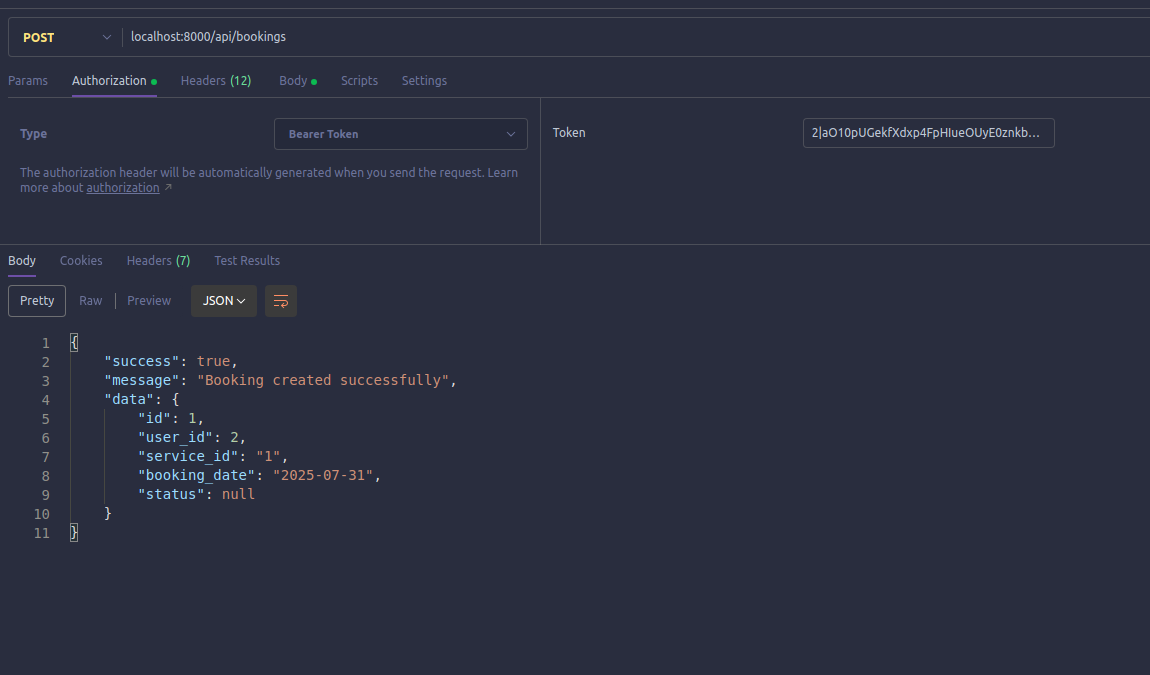 POST localhost:8000/api/bookings
Params Authorization Headers (12) Body Scripts Settings
Type Bearer Token
The authorization header will be automatically generated when you send the request. Learn
more about authorization ↗
Token 2|aO10pUGekfXdxp4FpHIueOUyE0znkb...
Body Cookies Headers (7) Test Results
Pretty Raw Preview JSON
1 {
2 "success": true,
3 "message": "Booking created successfully",
4 "data": {
5 "id": 1,
6 "user_id": 2,
7 "service_id": "1",
8 "booking_date": "2025-07-31",
9 "status": null
10 }
11 }